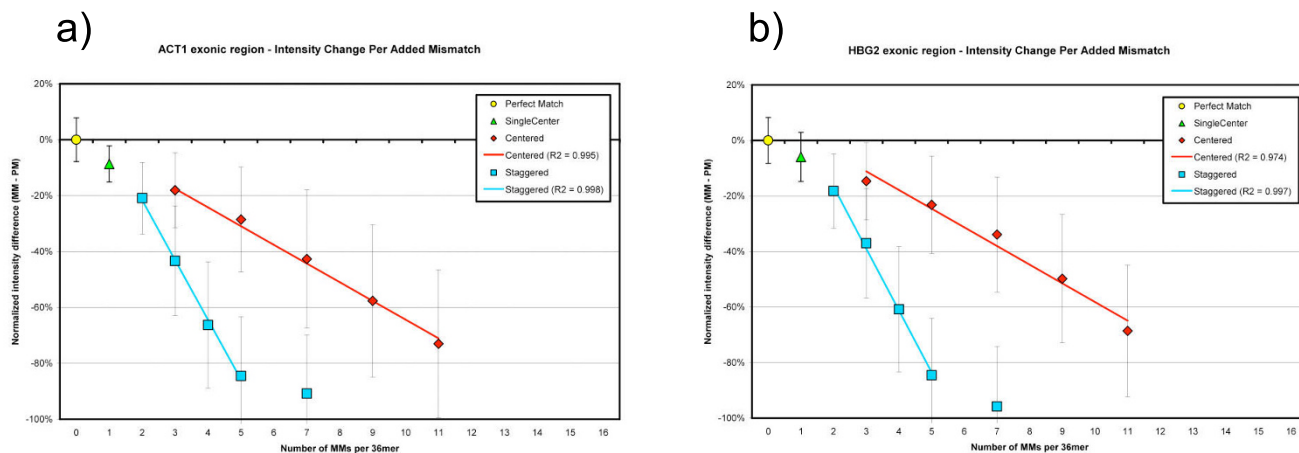 a)
ACT1 exonic region - Intensity Change Per Added Mismatch
20%
0%
-20%
-40%
-60%
-80%
-100%
Normalized intensity difference (MM - PM)
Perfect Match
SingleCenter
Centered
Centered (R2 = 0.995)
Staggered
Staggered (R2 = 0.998)
0 1 2 3 4 5 6 7 8 9 10 11 12 13 14 15 16
Number of MMs per 36mer
b)
HBG2 exonic region - Intensity Change Per Added Mismatch
20%
0%
-20%
-40%
-60%
-80%
-100%
Normalized intensity difference (MM - PM)
Perfect Match
SingleCenter
Centered
Centered (R2 = 0.974)
Staggered
Staggered (R2 = 0.997)
0 1 2 3 4 5 6 7 8 9 10 11 12 13 14 15 16
Number of MMs per 36mer